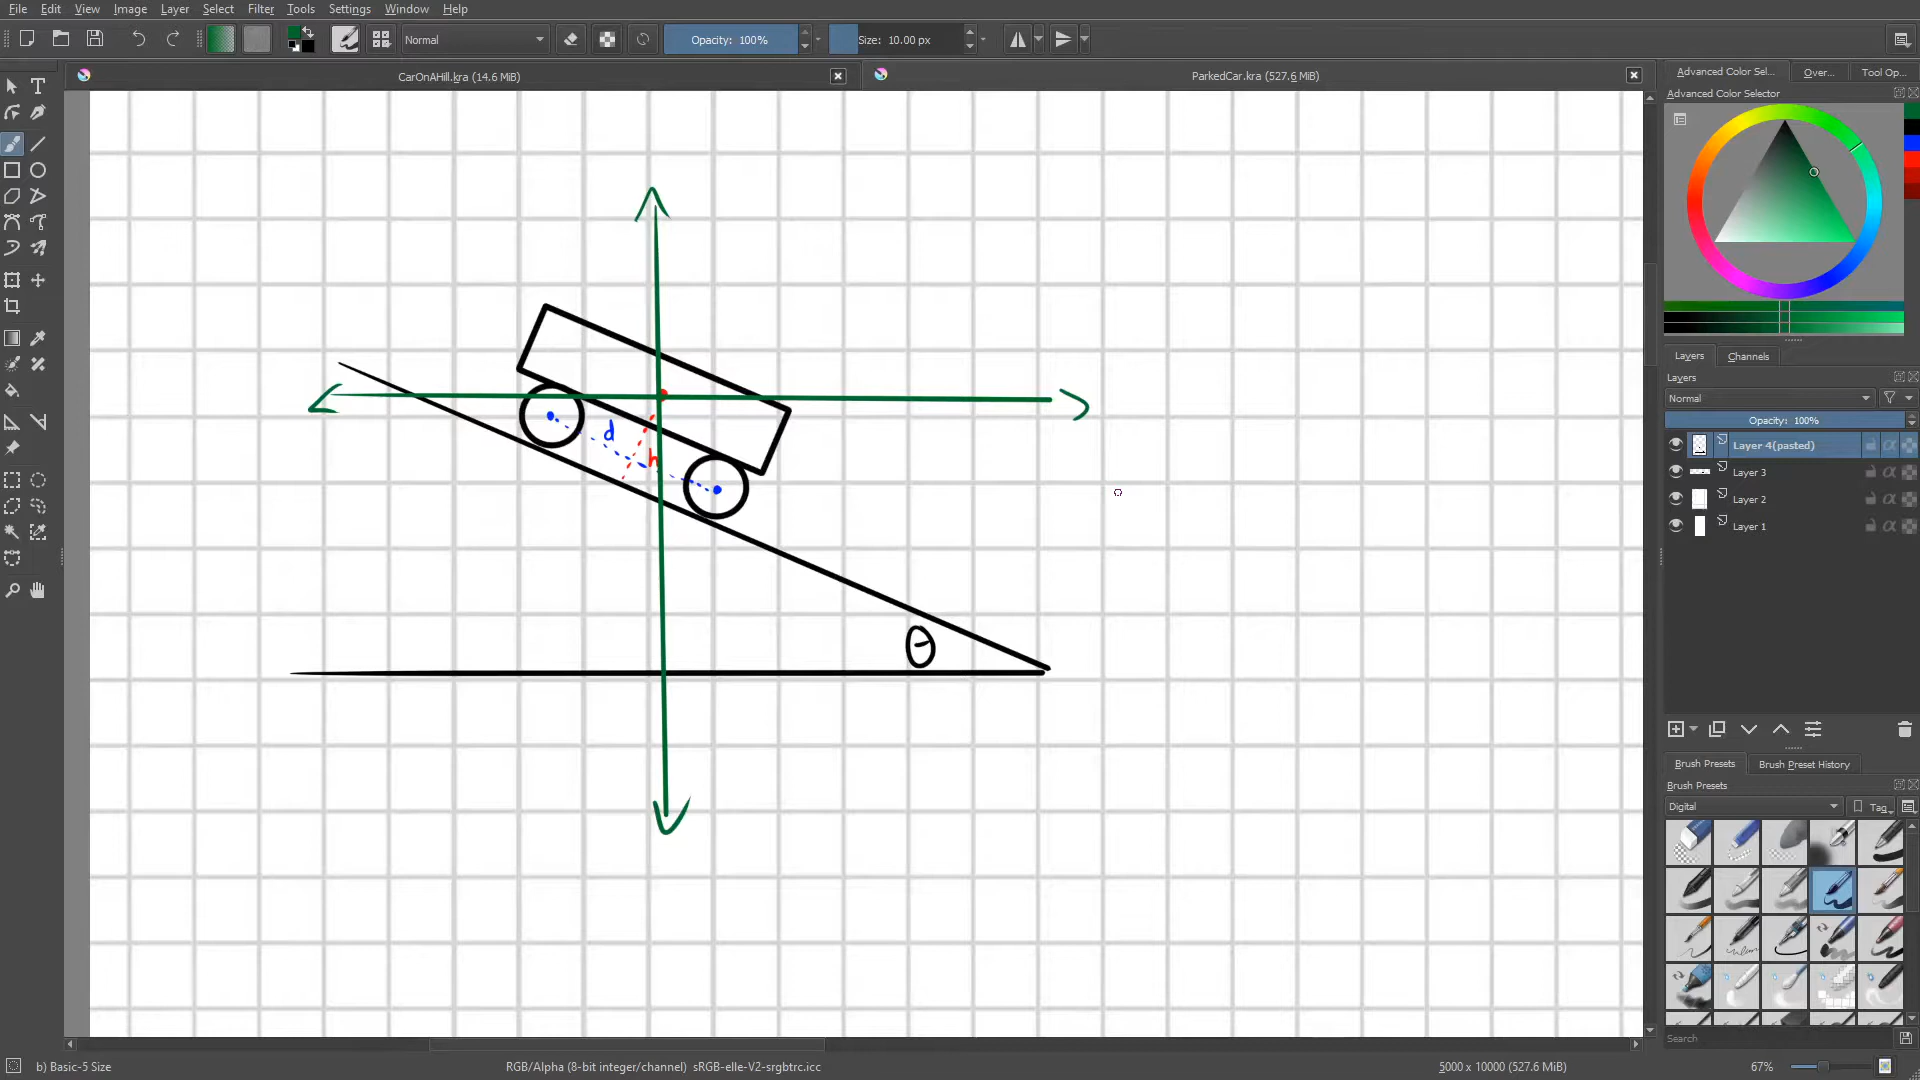 File Edit View Image Layer Select Filter Tools Settings Window Help
Normal Opacity: 100% Size: 10.00 px
CarOnAHill.kra (14.6 MiB) ParkedCar.kra (527.6 MiB)
Advanced Color Sel... Over... Tool Op...
Advanced Color Selector
Layers Channels
Layers
Normal
Opacity: 100%
Layer 4(pasted)
Layer 3
Layer 2
Layer 1
d
h
θ
Brush Presets Brush Preset History
Brush Presets
Digital Tag
Search
b) Basic-5 Size RGB/Alpha (8-bit integer/channel) sRGB-elle-V2-srgbtrc.icc 5000 x 10000 (527.6 MiB) 67%